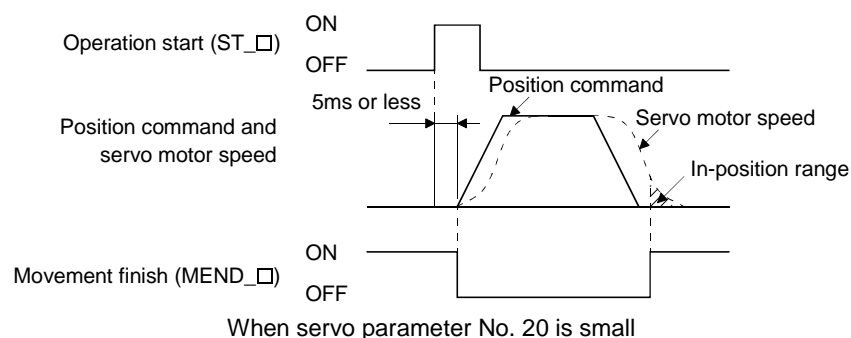 ON
Operation start (ST_□)
OFF
Position command
5ms or less
Servo motor speed
Position command and
servo motor speed
In-position range
ON
Movement finish (MEND_□)
OFF
When servo parameter No. 20 is small